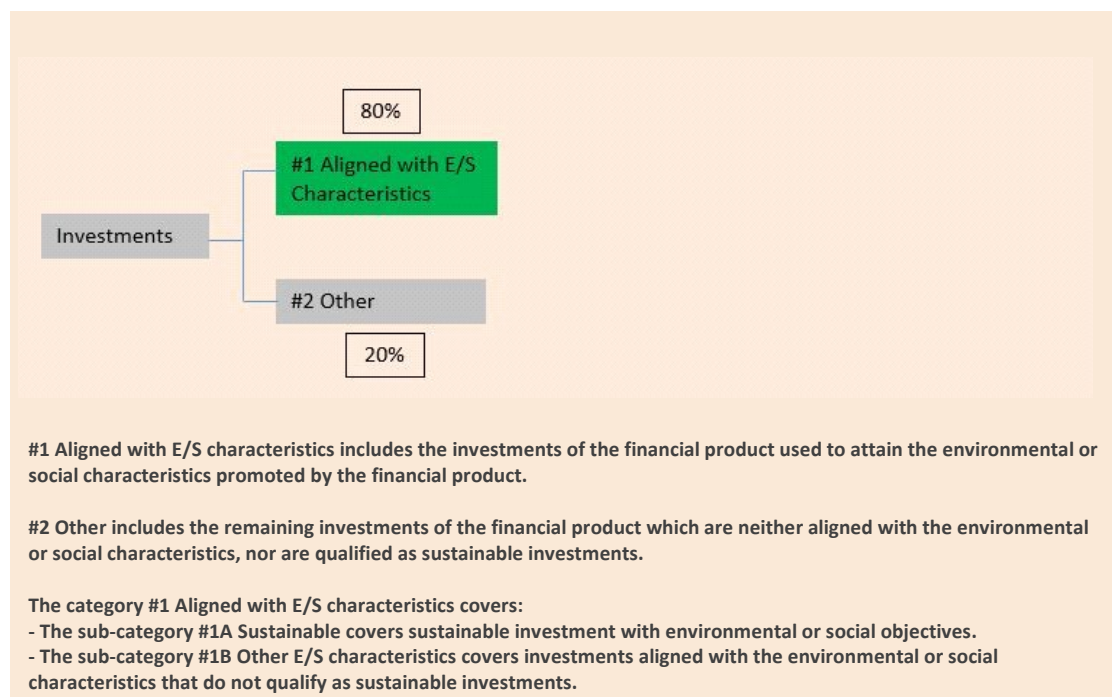 80%
#1 Aligned with E/S
Characteristics
Investments
#2 Other
20%
#1 Aligned with E/S characteristics includes the investments of the financial product used to attain the environmental or
social characteristics promoted by the financial product.
#2 Other includes the remaining investments of the financial product which are neither aligned with the environmental
or social characteristics, nor are qualified as sustainable investments.
The category #1 Aligned with E/S characteristics covers:
- The sub-category #1A Sustainable covers sustainable investment with environmental or social objectives.
- The sub-category #1B Other E/S characteristics covers investments aligned with the environmental or social
characteristics that do not qualify as sustainable investments.